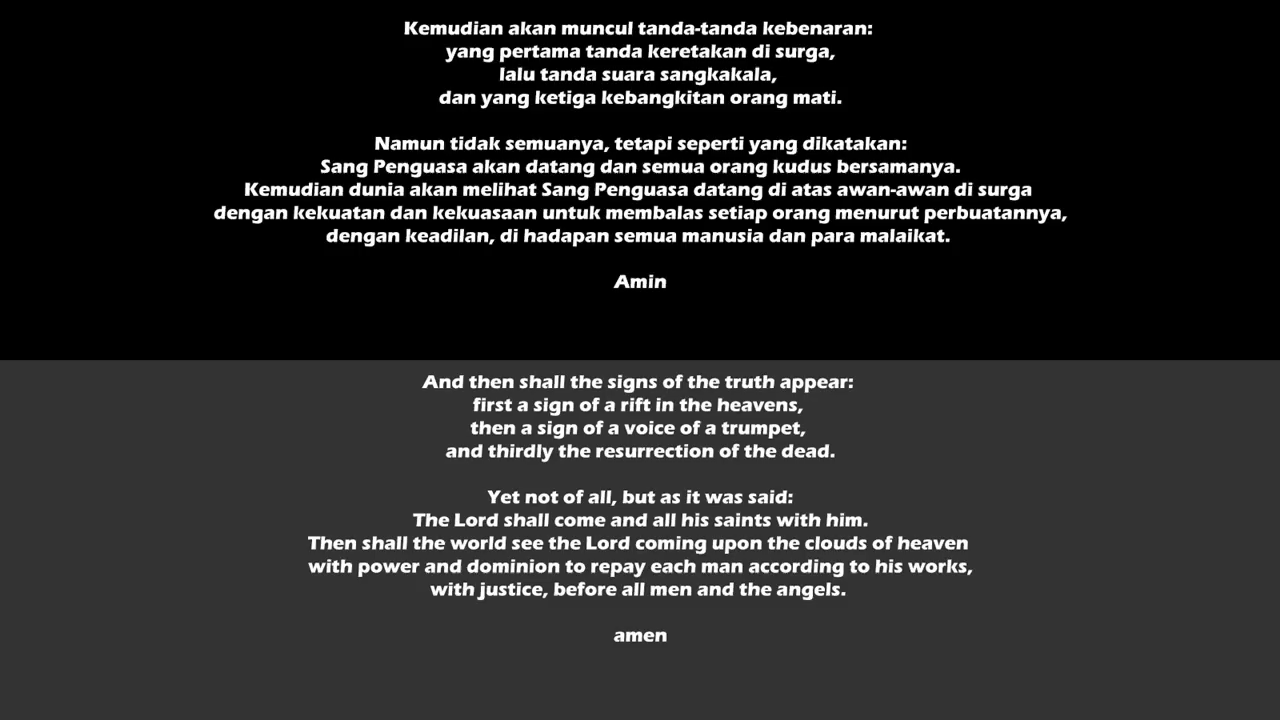 Kemudian akan muncul tanda-tanda kebenaran:
yang pertama tanda keretakan di surga,
lalu tanda suara sangkakala,
dan yang ketiga kebangkitan orang mati.
Namun tidak semuanya, tetapi seperti yang dikatakan:
Sang Penguasa akan datang dan semua orang kudus bersamanya.
Kemudian dunia akan melihat Sang Penguasa datang di atas awan-awan di surga
dengan kekuatan dan kekuasaan untuk membalas setiap orang menurut perbuatannya,
dengan keadilan, di hadapan semua manusia dan para malaikat.
Amin
And then shall the signs of the truth appear:
first a sign of a rift in the heavens,
then a sign of a voice of a trumpet,
and thirdly the resurrection of the dead.
Yet not of all, but as it was said:
The Lord shall come and all his saints with him.
Then shall the world see the Lord coming upon the clouds of heaven
with power and dominion to repay each man according to his works,
with justice, before all men and the angels.
amen